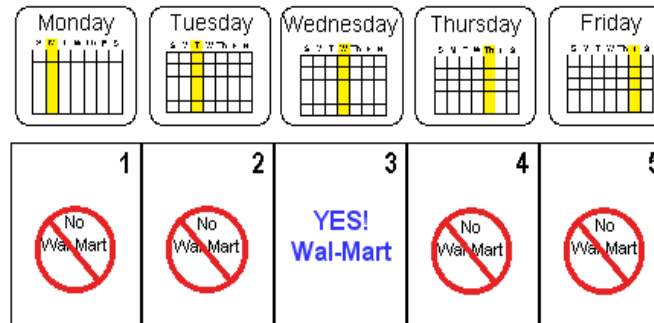 Monday Tuesday Wednesday Thursday Friday
1 2 3 4 5
No No YES! No No
Wal-Mart Wal-Mart Wal-Mart Wal-Mart Wal-Mart